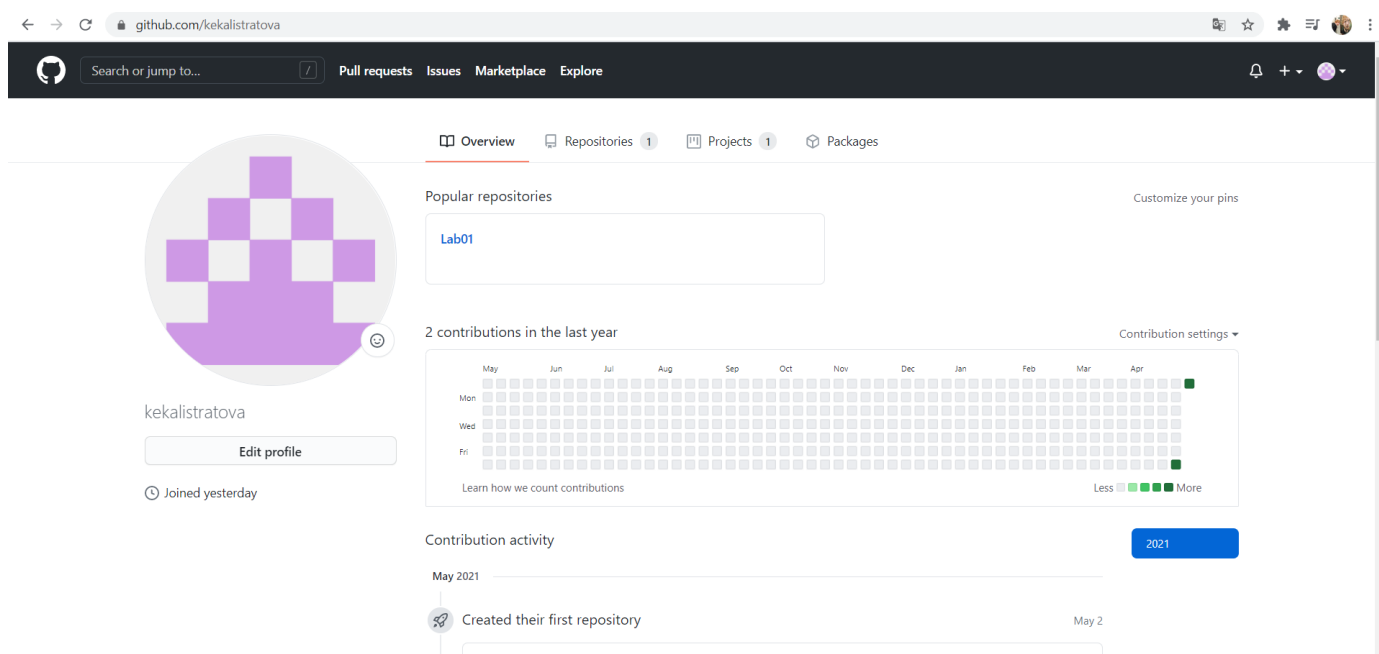 github.com/kekalistratova
Search or jump to... / Pull requests Issues Marketplace Explore
Overview Repositories 1 Projects 1 Packages
Popular repositories Customize your pins
Lab01
2 contributions in the last year Contribution settings
May Jun Jul Aug Sep Oct Nov Dec Jan Feb Mar Apr
Mon
Wed
Fri
Learn how we count contributions Less More
kekalistratova
Edit profile
Joined yesterday
Contribution activity 2021
May 2021
Created their first repository May 2